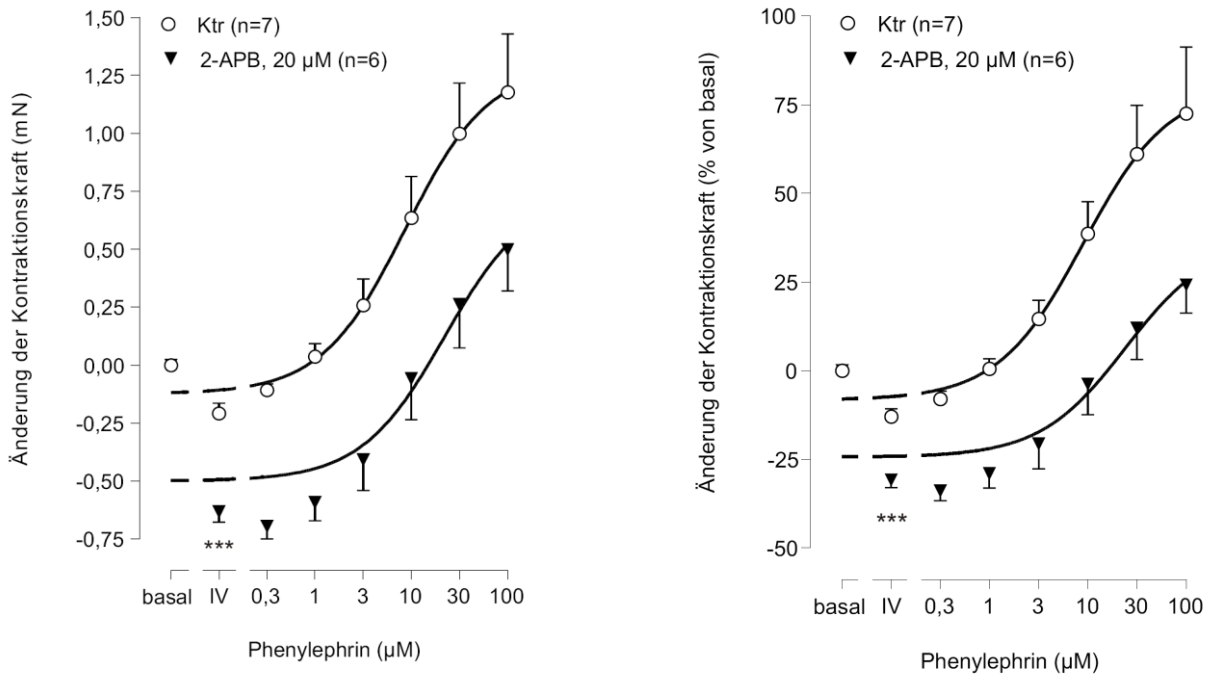 Änderung der Kontraktionskraft (mN)
1,50
1,25
1,00
0,75
0,50
0,25
0,00
-0,25
-0,50
-0,75
Ktr (n=7)
2-APB, 20 µM (n=6)
***
basal IV 0,3 1 3 10 30 100
Phenylephrin (µM)
Änderung der Kontraktionskraft (% von basal)
100
75
50
25
0
-25
-50
Ktr (n=7)
2-APB, 20 µM (n=6)
***
basal IV 0,3 1 3 10 30 100
Phenylephrin (µM)